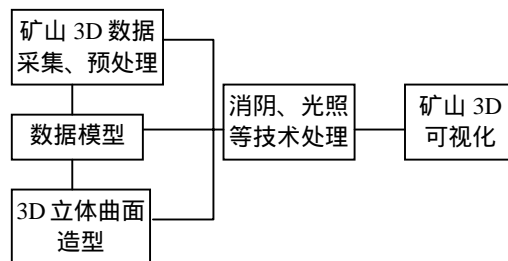 矿山 3D 数据
采集、预处理
数据模型
3D 立体曲面
造型
消阴、光照
等技术处理
矿山 3D
可视化